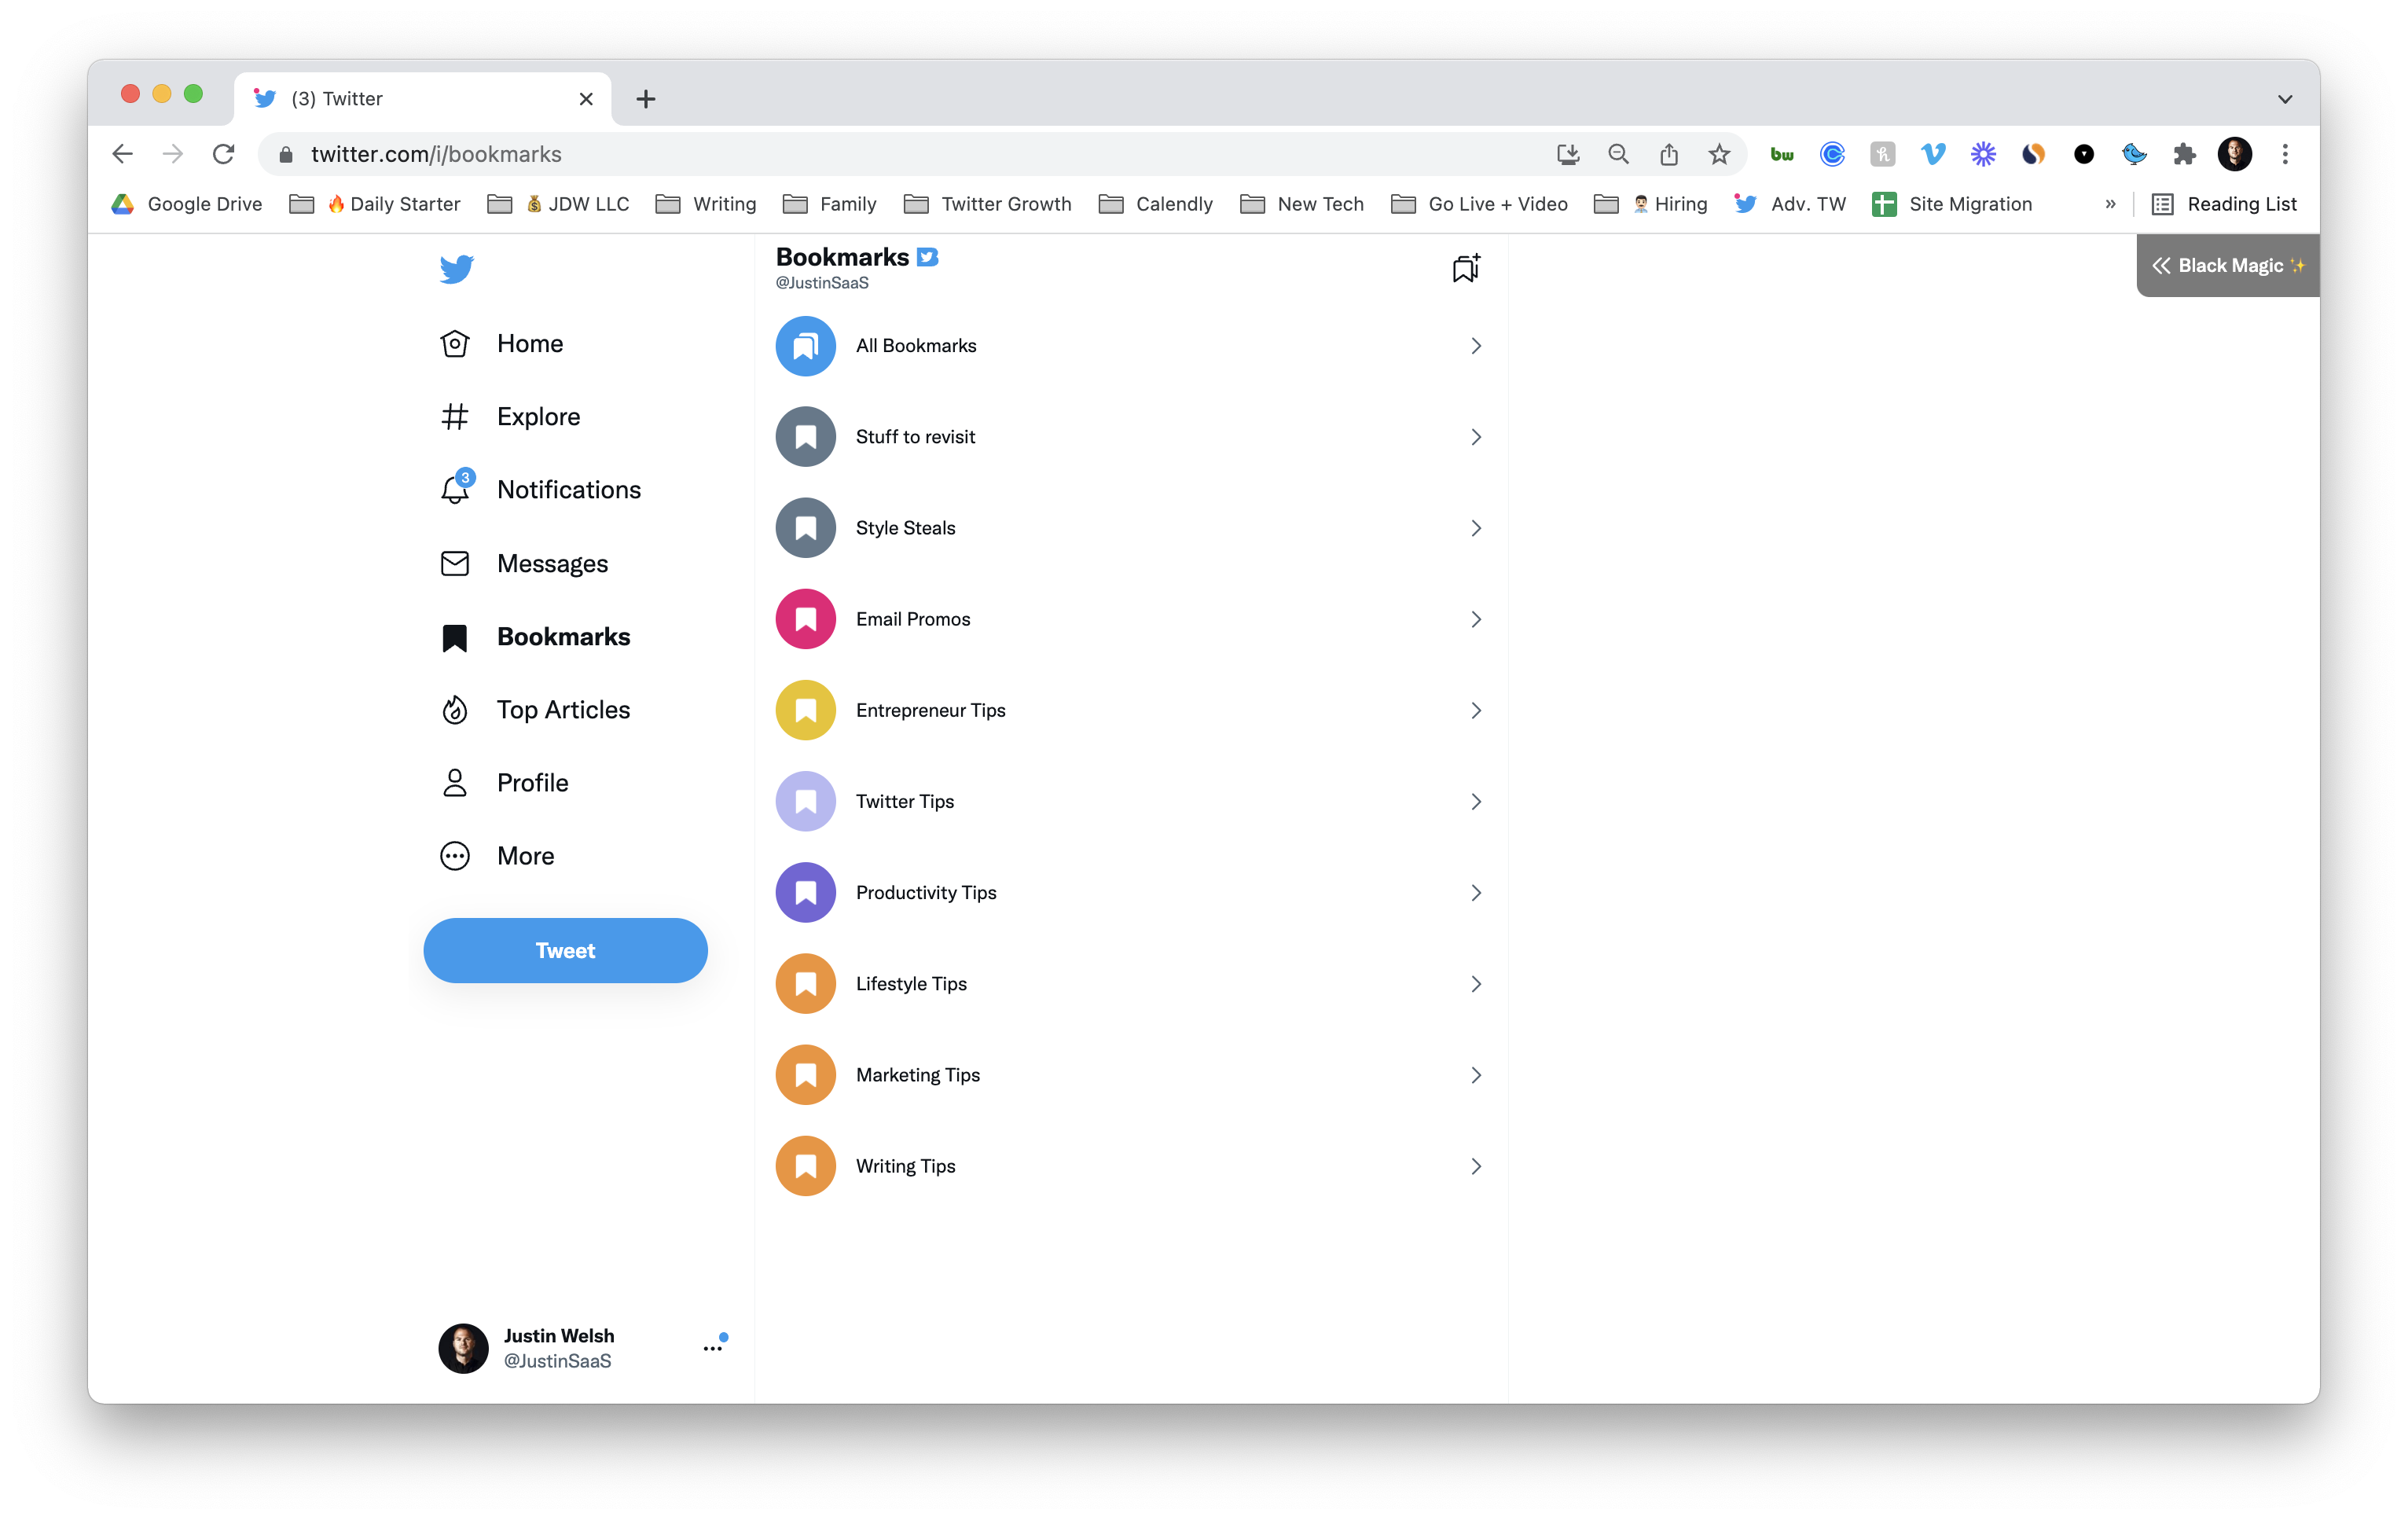 (3) Twitter
twitter.com/i/bookmarks
bw
Google Drive
🔥 Daily Starter
💰 JDW LLC
Writing
Family
Twitter Growth
Calendly
New Tech
Go Live + Video
👨🏻‍💼 Hiring
Adv. TW
Site Migration
»
Reading List
Bookmarks
@JustinSaaS
Black Magic ✨
Home
Explore
3
Notifications
Messages
Bookmarks
Top Articles
Profile
More
Tweet
All Bookmarks
Stuff to revisit
Style Steals
Email Promos
Entrepreneur Tips
Twitter Tips
Productivity Tips
Lifestyle Tips
Marketing Tips
Writing Tips
Justin Welsh
@JustinSaaS